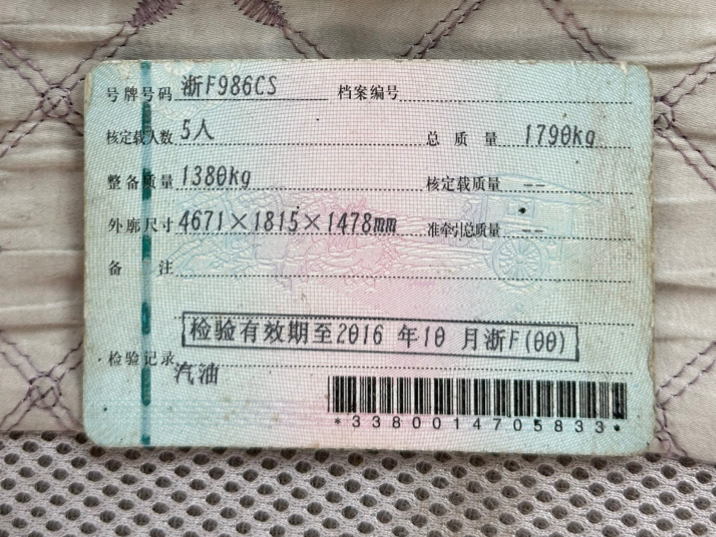 号牌号码 浙F986CS 档案编号
核定载人数 5人 总质量 1790kg
整备质量 1380kg 核定载质量 --
外廓尺寸 4671×1815×1478mm 准牵引总质量 --
备注
检验有效期至2016 年10 月浙F(00)
检验记录
汽油
*3380014705833*